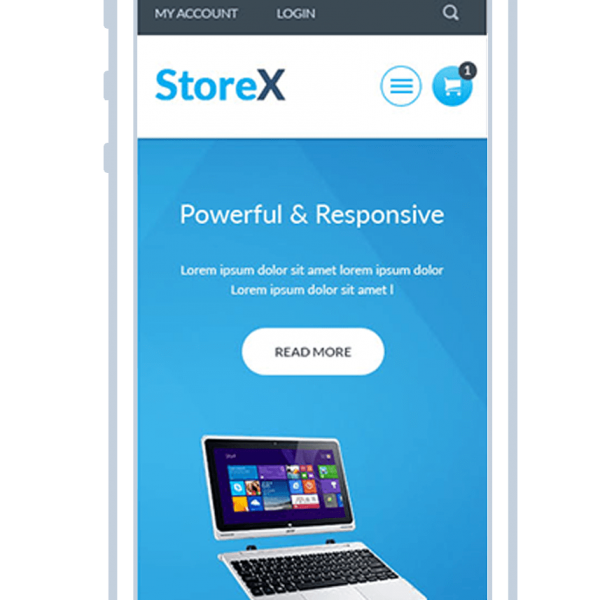 MY ACCOUNT LOGIN
StoreX
1
Powerful & Responsive
Lorem ipsum dolor sit amet lorem ipsum dolor
Lorem ipsum dolor sit amet l
READ MORE
Start